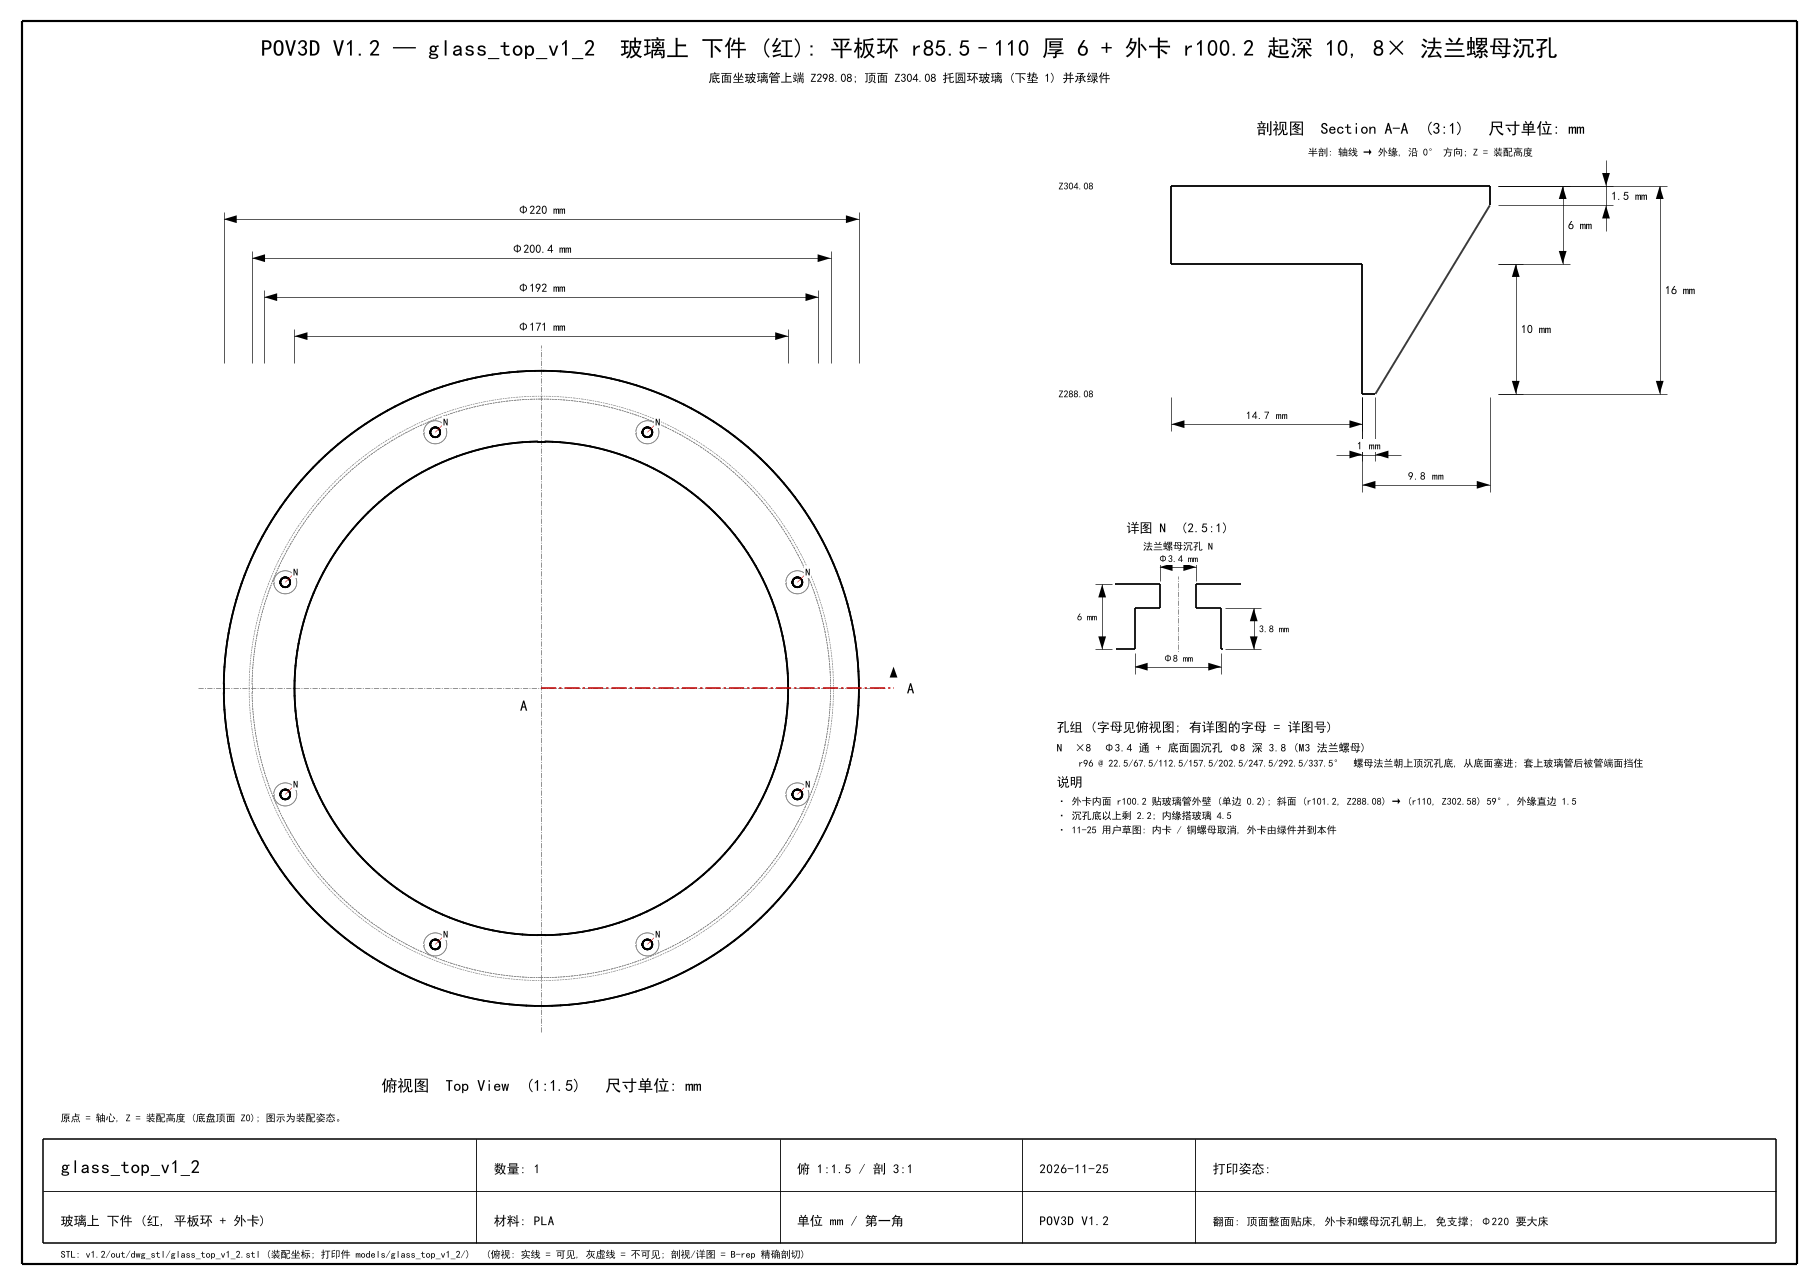 POV3D V1.2 — glass_top_v1_2  玻璃上 下件 (红): 平板环 r85.5-110 厚 6 + 外卡 r100.2 起深 10, 8× 法兰螺母沉孔
底面坐玻璃管上端 Z298.08; 顶面 Z304.08 托圆环玻璃 (下垫 1) 并承绿件
剖视图  Section A-A  (3:1)   尺寸单位: mm
半剖: 轴线 → 外缘, 沿 0° 方向; Z = 装配高度
Z304.08
1.5 mm
6 mm
16 mm
10 mm
Z288.08
14.7 mm
1 mm
9.8 mm
Φ220 mm
Φ200.4 mm
Φ192 mm
Φ171 mm
N
N
N
N
N
N
N
N
A
A
详图 N  (2.5:1)
法兰螺母沉孔 N
Φ3.4 mm
6 mm
3.8 mm
Φ8 mm
孔组 (字母见俯视图; 有详图的字母 = 详图号)
N  ×8  Φ3.4 通 + 底面圆沉孔 Φ8 深 3.8 (M3 法兰螺母)
r96 @ 22.5/67.5/112.5/157.5/202.5/247.5/292.5/337.5°  螺母法兰朝上顶沉孔底, 从底面塞进; 套上玻璃管后被管端面挡住
说明
· 外卡内面 r100.2 贴玻璃管外壁 (单边 0.2); 斜面 (r101.2, Z288.08) → (r110, Z302.58) 59°, 外缘直边 1.5
· 沉孔底以上剩 2.2; 内缘搭玻璃 4.5
· 11-25 用户草图: 内卡 / 铜螺母取消, 外卡由绿件并到本件
俯视图  Top View  (1:1.5)   尺寸单位: mm
原点 = 轴心, Z = 装配高度 (底盘顶面 Z0); 图示为装配姿态。
glass_top_v1_2
数量: 1
俯 1:1.5 / 剖 3:1
2026-11-25
打印姿态:
玻璃上 下件 (红, 平板环 + 外卡)
材料: PLA
单位 mm / 第一角
POV3D V1.2
翻面: 顶面整面贴床, 外卡和螺母沉孔朝上, 免支撑; Φ220 要大床
STL: v1.2/out/dwg_stl/glass_top_v1_2.stl (装配坐标; 打印件 models/glass_top_v1_2/)   (俯视: 实线 = 可见, 灰虚线 = 不可见; 剖视/详图 = B-rep 精确剖切)